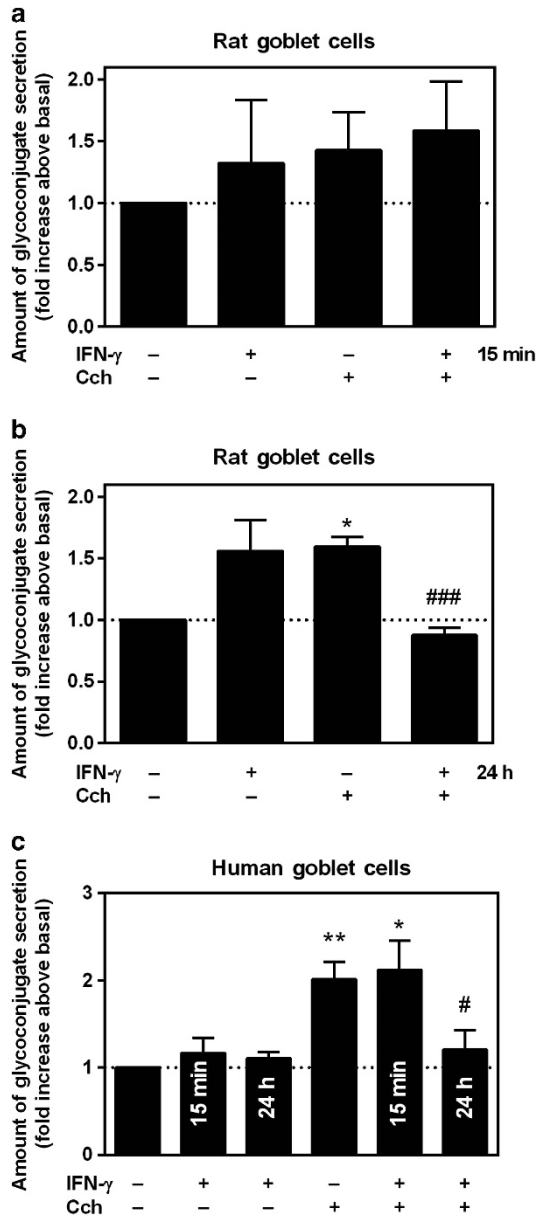 a
Rat goblet cells
Amount of glycoconjugate secretion
(fold increase above basal)
2.0
1.5
1.0
0.5
0.0
IFN-γ – + – + 15 min
Cch – – + +
b
Rat goblet cells
Amount of glycoconjugate secretion
(fold increase above basal)
2.0
1.5
1.0
0.5
0.0
*
###
IFN-γ – + – + 24 h
Cch – – + +
c
Human goblet cells
Amount of glycoconjugate secretion
(fold increase above basal)
3
2
1
0
** * #
15 min 24 h 15 min 24 h
IFN-γ – + + – + +
Cch – – – + + +